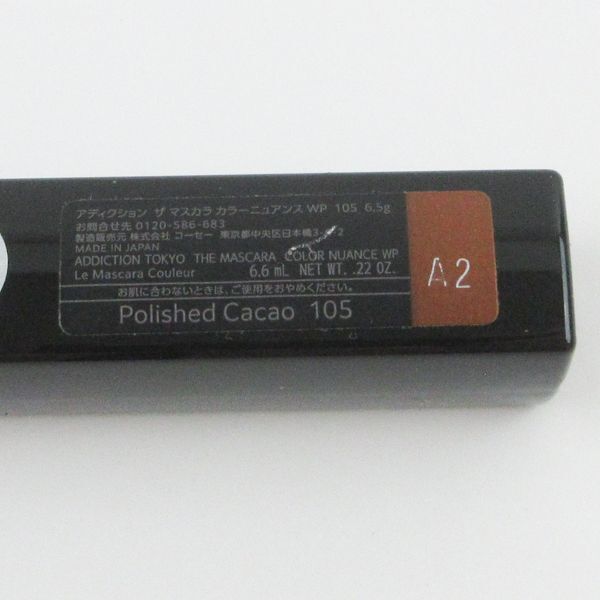 アディクション ザ マスカラ カラーニュアンス WP 105 6.5g
お問合せ先 0120-586-683
製造販売元 株式会社 コーセー 東京都中央区日本橋3- 2
MADE IN JAPAN
ADDICTION TOKYO THE MASCARA COLOR NUANCE WP
Le Mascara Couleur 6.6 mL NET WT. .22 OZ.
お肌に合わないときは、ご使用をおやめください。
Polished Cacao 105
A2